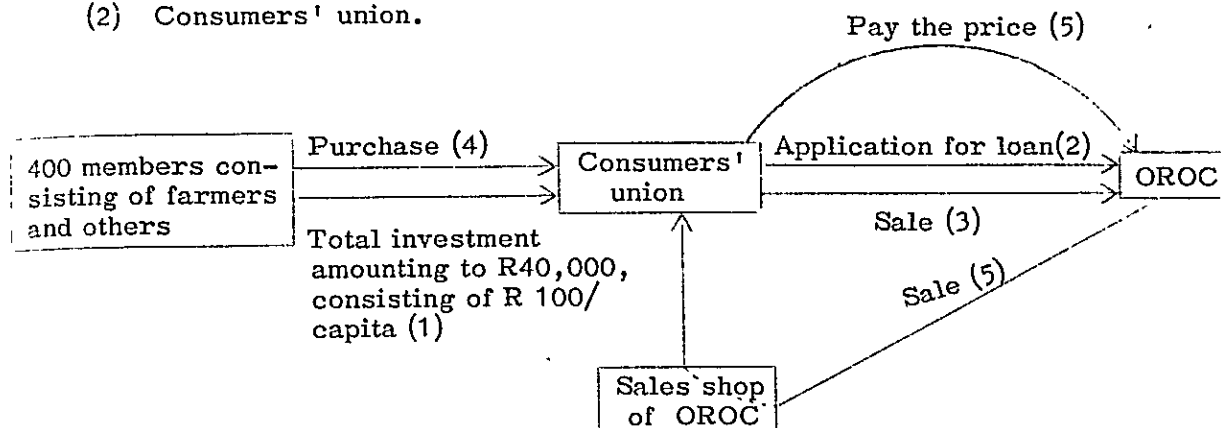 (2) Consumers' union.
Pay the price (5)
400 members con-
sisting of farmers
and others
Purchase (4)
Total investment
amounting to R40,000,
consisting of R 100/
capita (1)
Consumers'
union
Application for loan(2)
Sale (3)
OROC
Sale (5)
Sales shop
of OROC